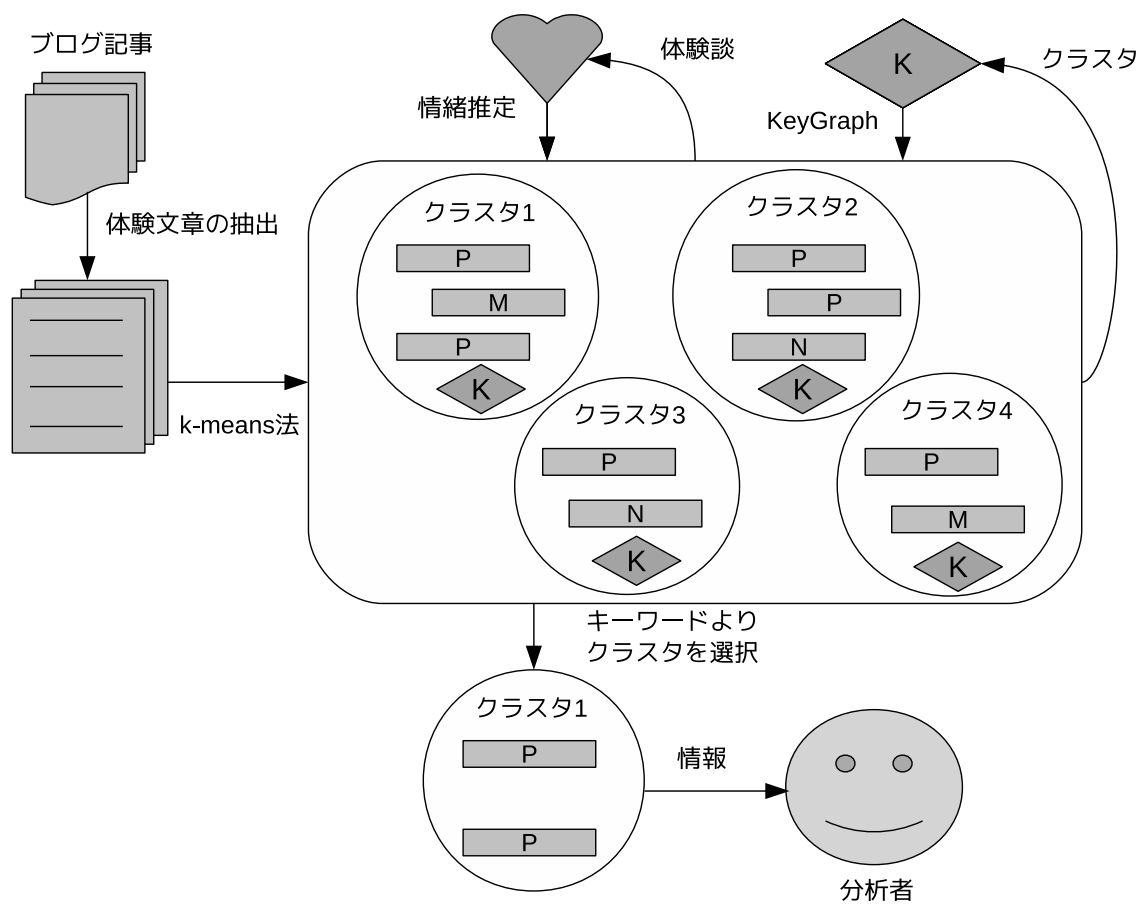 ブログ記事
体験談
K
クラスタ
情緒推定
KeyGraph
体験文章の抽出
k-means法
クラスタ1
P
M
P
K
クラスタ2
P
P
N
K
クラスタ3
P
N
K
クラスタ4
P
M
K
キーワードより
クラスタを選択
クラスタ1
P
P
情報
分析者